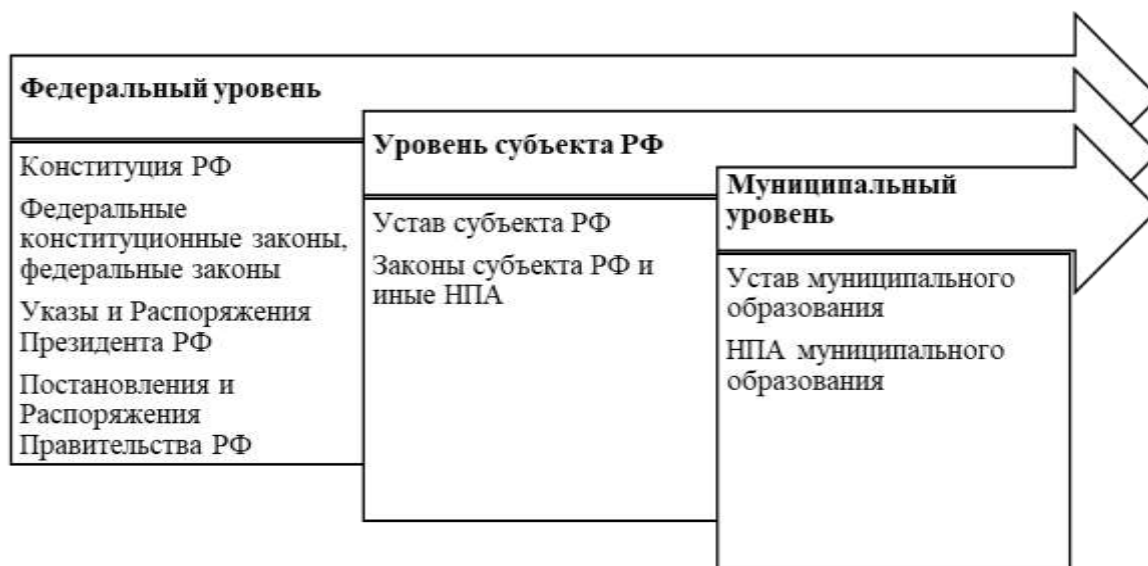 Федеральный уровень
Конституция РФ
Федеральные
конституционные законы,
федеральные законы
Указы и Распоряжения
Президента РФ
Постановления и
Распоряжения
Правительства РФ
Уровень субъекта РФ
Устав субъекта РФ
Законы субъекта РФ и
иные НПА
Муниципальный
уровень
Устав муниципального
образования
НПА муниципального
образования